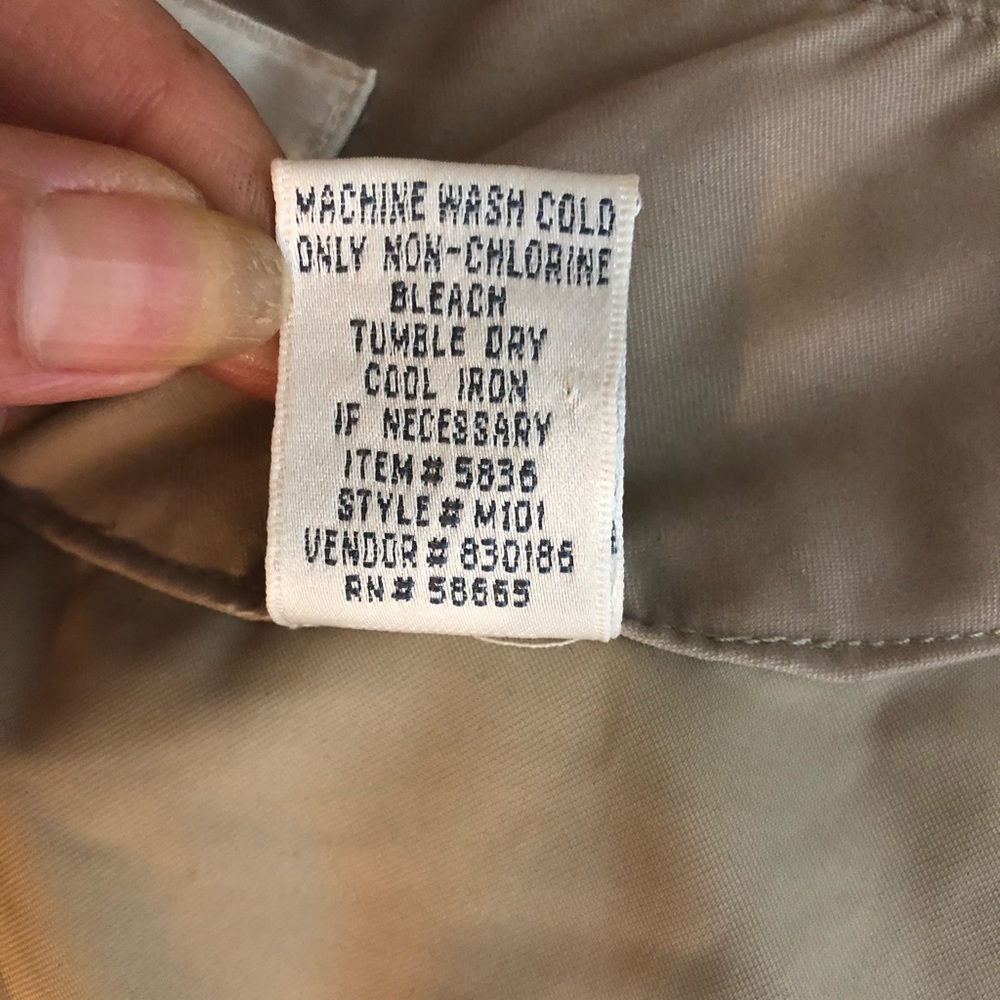 MACHINE WASH COLD
ONLY NON-CHLORINE
BLEACH
TUMBLE DRY
COOL IRON
IF NECESSARY
ITEM # 5836
STYLE # M101
VENDOR # 830186
RN# 58665